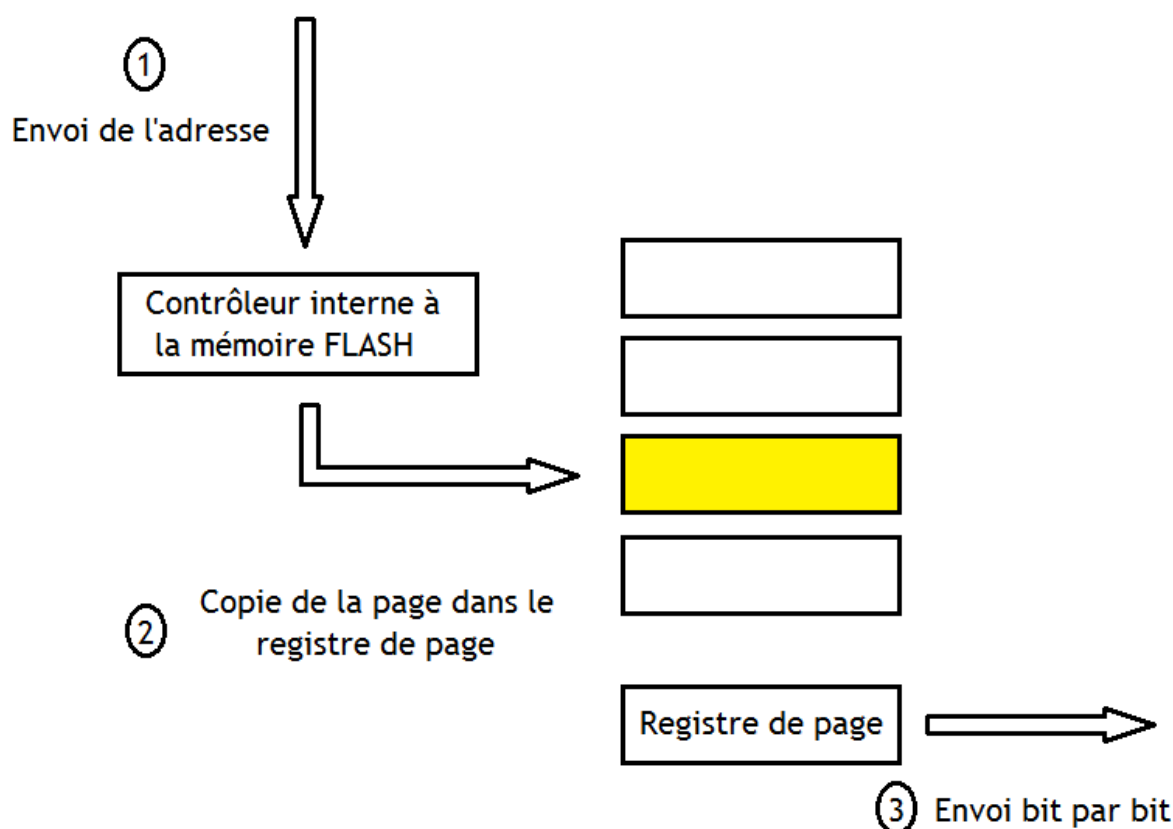 1
Envoi de l'adresse
Contrôleur interne à
la mémoire FLASH
2
Copie de la page dans le
registre de page
Registre de page
3 Envoi bit par bit